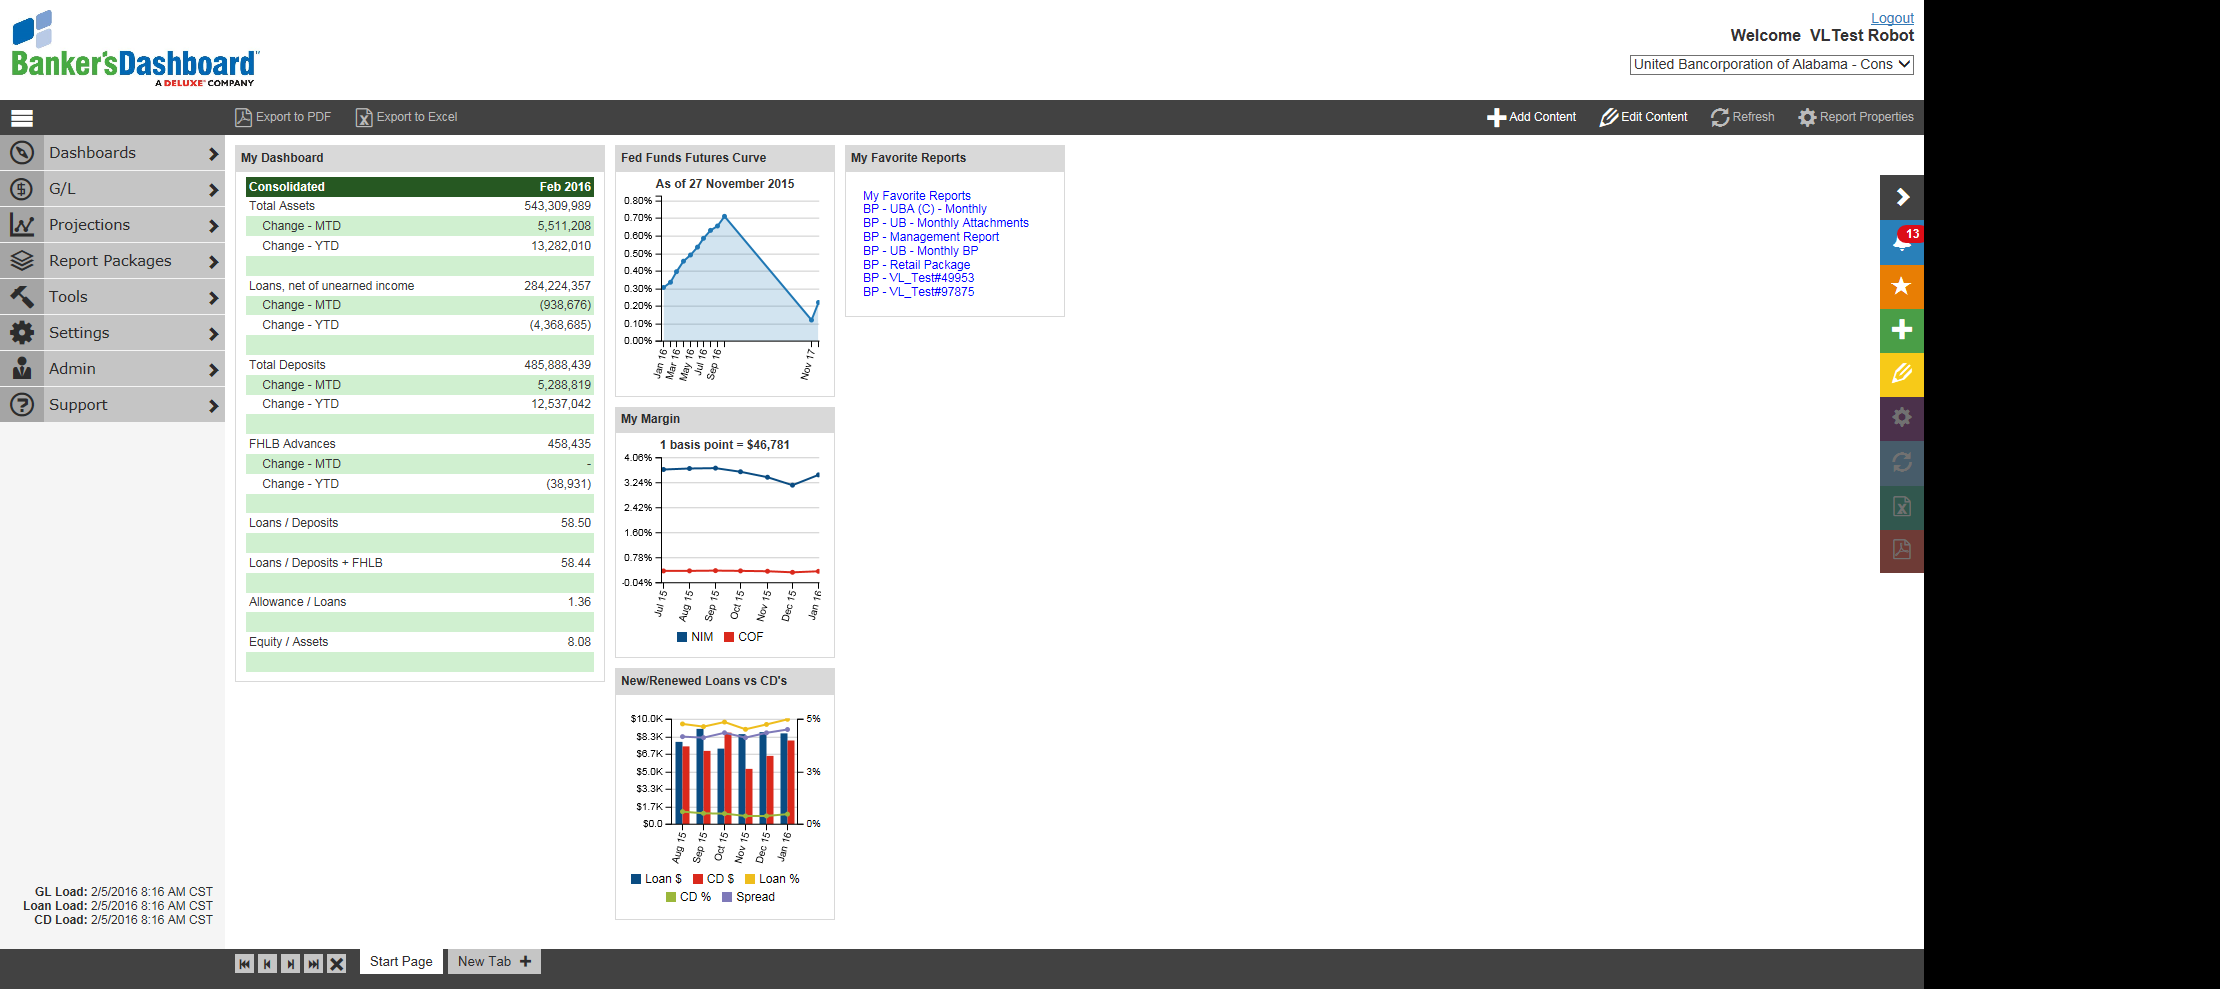 Banker'sDashboard
A DELUXE COMPANY
Logout
Welcome VLTest Robot
United Bancorporation of Alabama - Cons
Export to PDF
Export to Excel
Add Content
Edit Content
Refresh
Report Properties
Dashboards
G/L
Projections
Report Packages
Tools
Settings
Admin
Support
GL Load: 2/5/2016 8:16 AM CST
Loan Load: 2/5/2016 8:16 AM CST
CD Load: 2/5/2016 8:16 AM CST
My Dashboard
Consolidated Feb 2016
Total Assets 543,309,989
Change - MTD 5,511,208
Change - YTD 13,282,010
Loans, net of unearned income 284,224,357
Change - MTD (938,676)
Change - YTD (4,368,685)
Total Deposits 485,888,439
Change - MTD 5,288,819
Change - YTD 12,537,042
FHLB Advances 458,435
Change - MTD -
Change - YTD (38,931)
Loans / Deposits 58.50
Loans / Deposits + FHLB 58.44
Allowance / Loans 1.36
Equity / Assets 8.08
Fed Funds Futures Curve
As of 27 November 2015
0.80%
0.70%
0.60%
0.50%
0.40%
0.30%
0.20%
0.10%
0.00%
Jan 16 Mar 16 May 16 Jul 16 Sep 16 Nov 17
My Margin
1 basis point = $46,781
4.06%
3.24%
2.42%
1.60%
0.78%
-0.04%
Jul 15 Aug 15 Sep 15 Oct 15 Nov 15 Dec 15 Jan 16
NIM COF
New/Renewed Loans vs CD's
$10.0K 5%
$8.3K
$6.7K
$5.0K 3%
$3.3K
$1.7K
$0.0 0%
Aug 15 Sep 15 Oct 15 Nov 15 Dec 15 Jan 16
Loan $ CD $ Loan %
CD % Spread
My Favorite Reports
My Favorite Reports
BP - UBA (C) - Monthly
BP - UB - Monthly Attachments
BP - Management Report
BP - UB - Monthly BP
BP - Retail Package
BP - VL_Test#49953
BP - VL_Test#97875
13
Start Page
New Tab